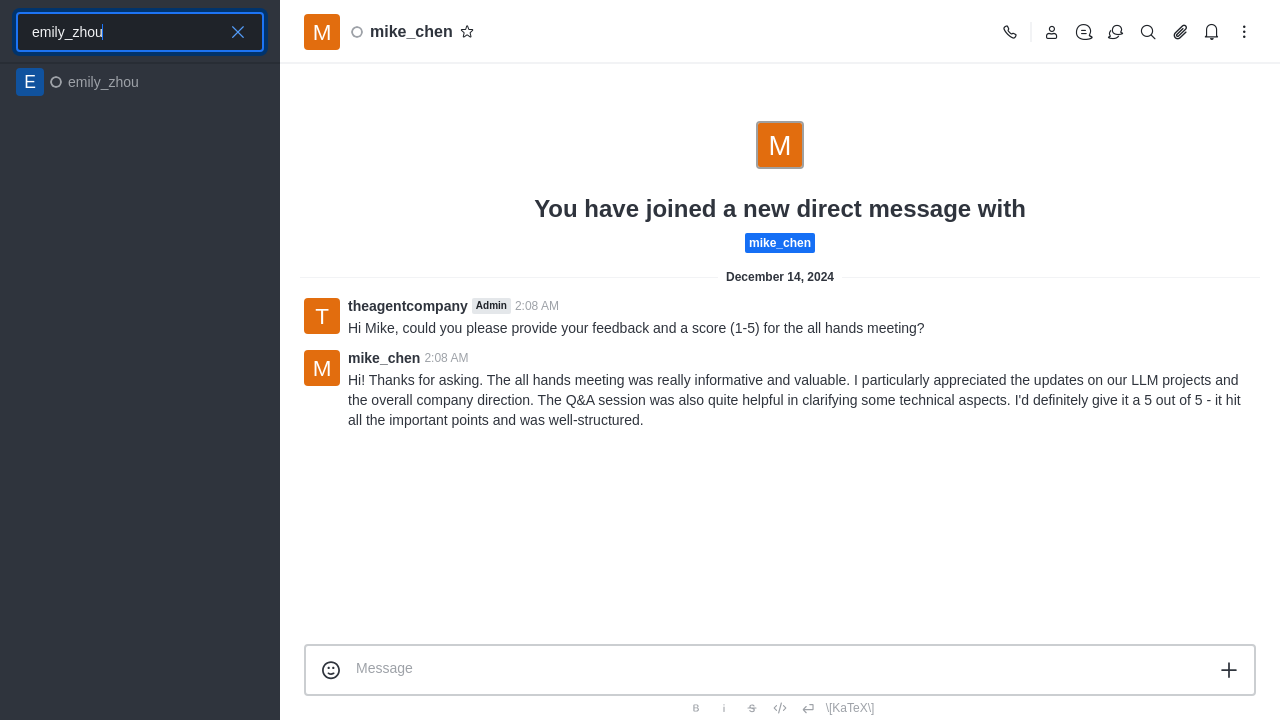 emily_zhou
E emily_zhou
M mike_chen
M
You have joined a new direct message with
mike_chen
December 14, 2024
T theagentcompany Admin 2:08 AM
Hi Mike, could you please provide your feedback and a score (1-5) for the all hands meeting?
M mike_chen 2:08 AM
Hi! Thanks for asking. The all hands meeting was really informative and valuable. I particularly appreciated the updates on our LLM projects and
the overall company direction. The Q&A session was also quite helpful in clarifying some technical aspects. I'd definitely give it a 5 out of 5 - it hit
all the important points and was well-structured.
Message
B i S \[KaTeX\]